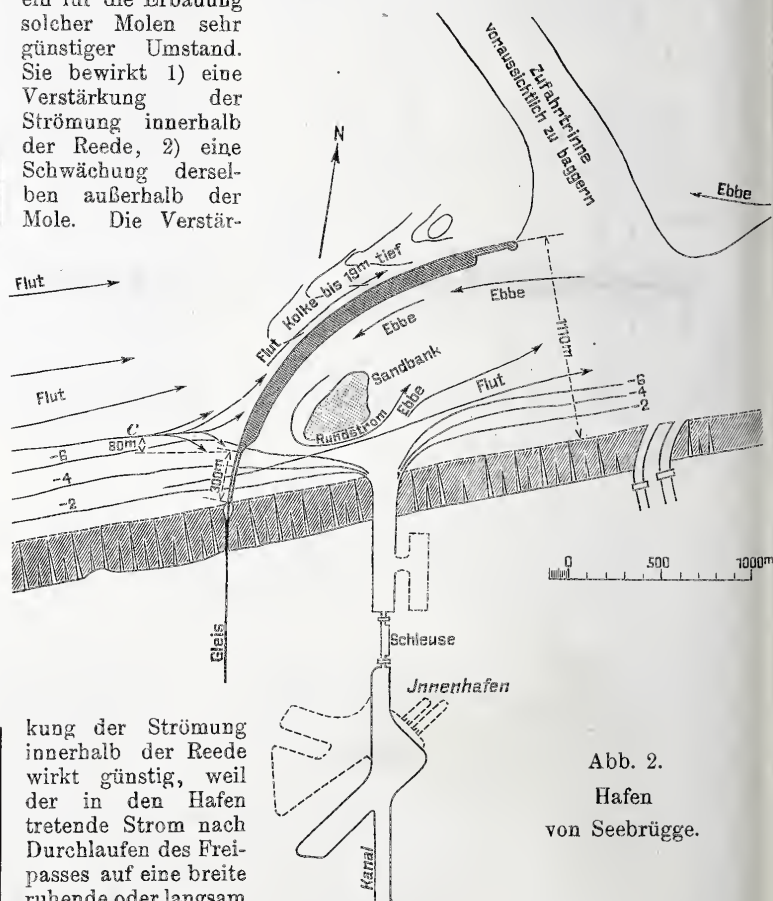 ein für die Erbauung
solcher Molen sehr
günstiger Umstand.
Sie bewirkt 1) eine
Verstärkung der
Strömung innerhalb
der Reede, 2) eine
Schwächung dersel-
ben außerhalb der
Mole. Die Verstär-
N
Zufahrtrinne
voraussichtlich zu baggern
Ebbe
Flut
Kolke bis 19m tief
Flut
Ebbe
Ebbe
1110m
Flut
Sandbank
Rundstrom
Ebbe
Flut
-6
-4
-2
C
80m
-6
-4
-2
300m
0 500 1000m
Gleis
Schleuse
Jnnenhafen
Kanal
kung der Strömung
innerhalb der Reede
wirkt günstig, weil
der in den Hafen
tretende Strom nach
Durchlaufen des Frei-
passes auf eine breite
ruhende oder langsam
Abb. 2.
Hafen
von Seebrügge.